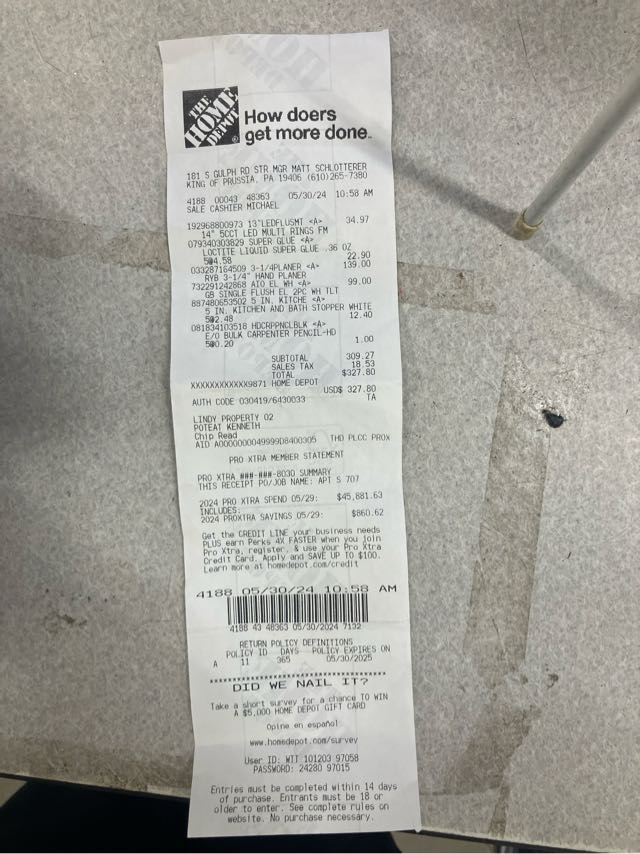 THE
HOME
DEPOT
How doers
get more done.
181 S GULPH RD STR MGR MATT SCHLOTTERER
KING OF PRUSSIA, PA 19406 (610)265-7380
4188 00043 48363 05/30/24 10:58 AM
SALE CASHIER MICHAEL
192968800973 13"LEDFLUSMT <A> 34.97
14" 5CCT LED MULTI RINGS FM
079340303829 SUPER GLUE <A>
LOCTITE LIQUID SUPER GLUE .36 OZ
5@4.58 22.90
033287164509 3-1/4PLANER <A> 139.00
RYB 3-1/4" HAND PLANER
732291242868 AIO EL WH <A> 99.00
GB SINGLE FLUSH EL 2PC WH TLT
887480653502 5 IN. KITCHE <A>
5 IN. KITCHEN AND BATH STOPPER WHITE
5@2.48 12.40
081834103518 HDCRPPNCLBLK <A>
E/O BULK CARPENTER PENCIL-HD
5@0.20 1.00
SUBTOTAL 309.27
SALES TAX 18.53
TOTAL $327.80
XXXXXXXXXXXX9871 HOME DEPOT
USD$ 327.80
AUTH CODE 030419/6430033 TA
LINDY PROPERTY 02
POTEAT KENNETH
Chip Read
AID A0000000049999D8400305 THD PLCC PROX
PRO XTRA MEMBER STATEMENT
PRO XTRA ###-###-8030 SUMMARY
THIS RECEIPT PO/JOB NAME: APT S 707
2024 PRO XTRA SPEND 05/29: $45,881.63
INCLUDES:
2024 PROXTRA SAVINGS 05/29: $860.62
Get the CREDIT LINE your business needs
PLUS earn Perks 4X FASTER when you join
Pro Xtra, register, & use your Pro Xtra
Credit Card. Apply and SAVE UP TO $100.
Learn more at homedepot.com/credit
4188 05/30/24 10:58 AM
4188 43 48363 05/30/2024 7132
RETURN POLICY DEFINITIONS
POLICY ID DAYS POLICY EXPIRES ON
A 11 365 05/30/2025
****************************************
DID WE NAIL IT?
Take a short survey for a chance TO WIN
A $5,000 HOME DEPOT GIFT CARD
Opine en español
www.homedepot.com/survey
User ID: WTT 101203 97058
PASSWORD: 24280 97015
Entries must be completed within 14 days
of purchase. Entrants must be 18 or
older to enter. See complete rules on
website. No purchase necessary.